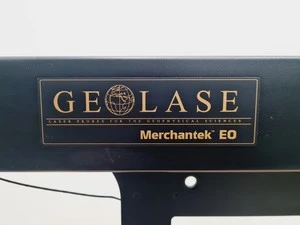 GEOLASE
LASER PROBES FOR THE GEOPHYSICAL SCIENCES
Merchantek EO